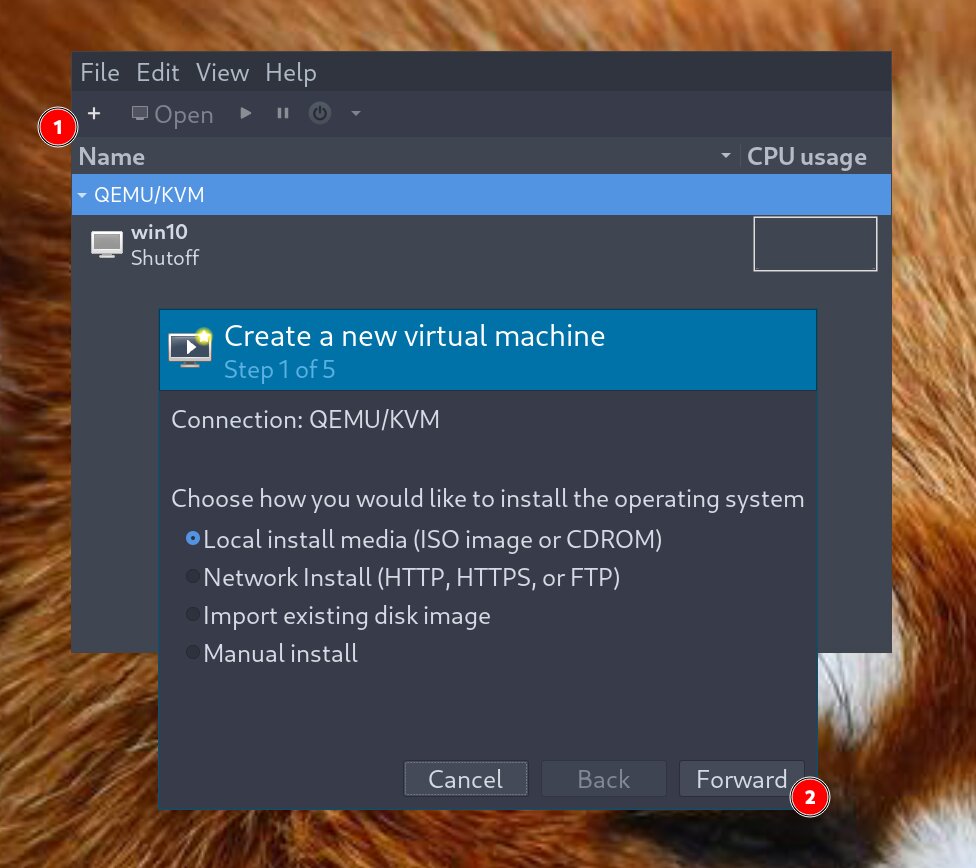 File Edit View Help
1
Open
Name CPU usage
QEMU/KVM
win10
Shutoff
Create a new virtual machine
Step 1 of 5
Connection: QEMU/KVM
Choose how you would like to install the operating system
Local install media (ISO image or CDROM)
Network Install (HTTP, HTTPS, or FTP)
Import existing disk image
Manual install
Cancel Back Forward
2